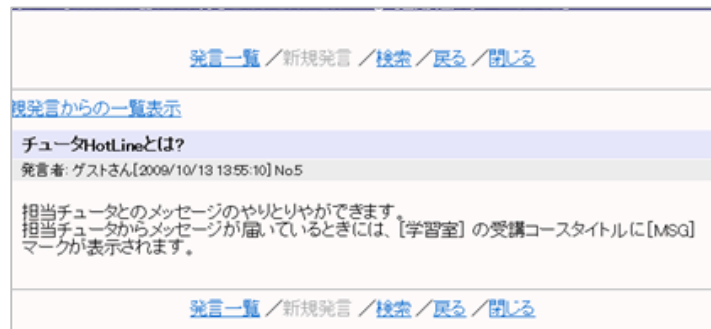 発言一覧 ／新規発言 ／検索 ／戻る ／閉じる
規発言からの一覧表示
チュータHotLineとは?
発言者: ゲストさん[2009/10/13 13:55:10] No.5
担当チュータとのメッセージのやりとりやができます。
担当チュータからメッセージが届いているときには、[学習室] の受講コースタイトルに[MSG]
マークが表示されます。
発言一覧 ／新規発言 ／検索 ／戻る ／閉じる